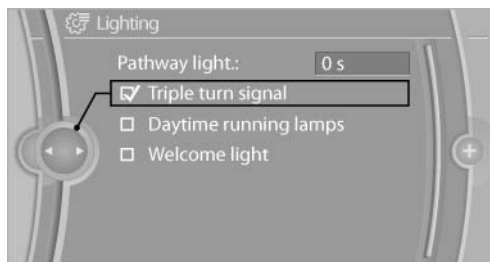 Lighting
Pathway light.: 0 s
Triple turn signal
Daytime running lamps
Welcome light